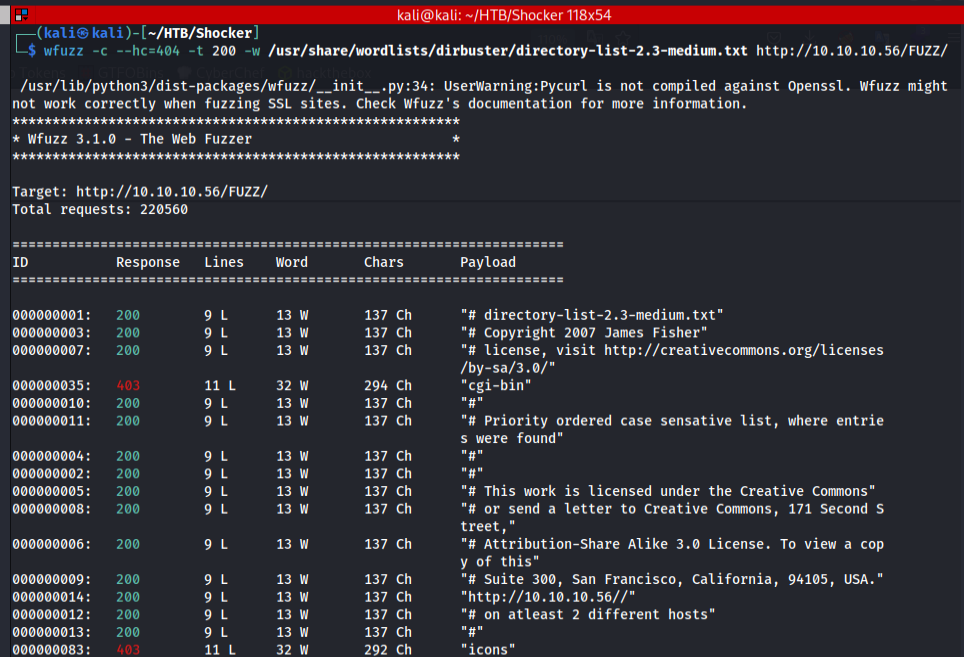 kali@kali: ~/HTB/Shocker 118x54
┌──(kali㉿kali)-[~/HTB/Shocker]
└─$ wfuzz -c --hc=404 -t 200 -w /usr/share/wordlists/dirbuster/directory-list-2.3-medium.txt http://10.10.10.56/FUZZ/
/usr/lib/python3/dist-packages/wfuzz/__init__.py:34: UserWarning:Pycurl is not compiled against Openssl. Wfuzz might
not work correctly when fuzzing SSL sites. Check Wfuzz's documentation for more information.
********************************************************
* Wfuzz 3.1.0 - The Web Fuzzer                         *
********************************************************
Target: http://10.10.10.56/FUZZ/
Total requests: 220560
=====================================================================
ID           Response   Lines    Word       Chars       Payload
=====================================================================
000000001:   200        9 L      13 W       137 Ch      "# directory-list-2.3-medium.txt"
000000003:   200        9 L      13 W       137 Ch      "# Copyright 2007 James Fisher"
000000007:   200        9 L      13 W       137 Ch      "# license, visit http://creativecommons.org/licenses
/by-sa/3.0/"
000000035:   403        11 L     32 W       294 Ch      "cgi-bin"
000000010:   200        9 L      13 W       137 Ch      "#"
000000011:   200        9 L      13 W       137 Ch      "# Priority ordered case sensative list, where entrie
s were found"
000000004:   200        9 L      13 W       137 Ch      "#"
000000002:   200        9 L      13 W       137 Ch      "#"
000000005:   200        9 L      13 W       137 Ch      "# This work is licensed under the Creative Commons"
000000008:   200        9 L      13 W       137 Ch      "# or send a letter to Creative Commons, 171 Second S
treet,"
000000006:   200        9 L      13 W       137 Ch      "# Attribution-Share Alike 3.0 License. To view a cop
y of this"
000000009:   200        9 L      13 W       137 Ch      "# Suite 300, San Francisco, California, 94105, USA."
000000014:   200        9 L      13 W       137 Ch      "http://10.10.10.56//"
000000012:   200        9 L      13 W       137 Ch      "# on atleast 2 different hosts"
000000013:   200        9 L      13 W       137 Ch      "#"
000000083:   403        11 L     32 W       292 Ch      "icons"